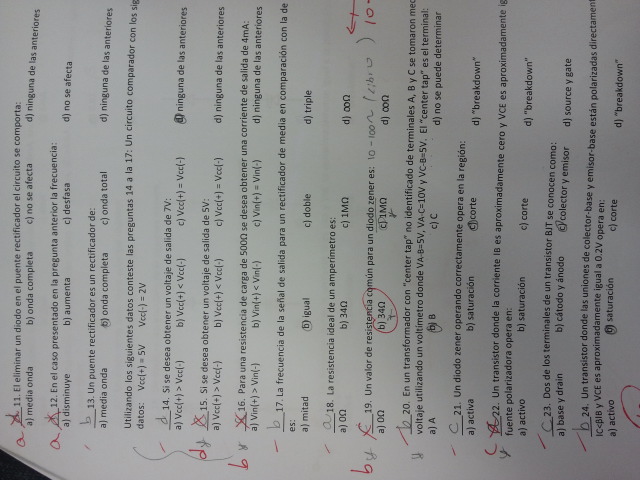 a 11. El eliminar un diodo en el puente rectificador el circuito se comporta:
a) media onda b) onda completa c) no se afecta d) ninguna de las anteriores
a 12. En el caso presentado en la pregunta anterior la frecuencia:
a) disminuye b) aumenta c) desfasa d) no se afecta
b 13. Un puente rectificador es un rectificador de:
a) media onda b) onda completa c) onda total d) ninguna de las anteriores
Utilizando los siguientes datos conteste las preguntas 14 a la 17: Un circuito comparador con los
datos: Vcc(+) = 5V Vcc(-) = 2V
d 14. Si se desea obtener un voltaje de salida de 7V:
a) Vcc(+) > Vcc(-) b) Vcc(+) < Vcc(-) c) Vcc(+) = Vcc(-) d) ninguna de las anteriores
d 15. Si se desea obtener un voltaje de salida de 5V:
a) Vcc(+) > Vcc(-) b) Vcc(+) < Vcc(-) c) Vcc(+) = Vcc(-) d) ninguna de las anteriores
b 16. Para una resistencia de carga de 500Ω se desea obtener una corriente de salida de 4mA:
a) Vin(+) > Vin(-) b) Vin(+) < Vin(-) c) Vin(+) = Vin(-) d) ninguna de las anteriores
b 17. La frecuencia de la señal de salida para un rectificador de media en comparación con la de
es:
a) mitad b) igual c) doble d) triple
a 18. La resistencia ideal de un amperímetro es:
a) 0Ω b) 34Ω c) 1MΩ d) ∞Ω
b 19. Un valor de resistencia común para un diodo zener es: 10-100Ω
a) 0Ω b) 34Ω c) 1MΩ d) ∞Ω
b 20. En un transformador con "center tap" no identificado de terminales A, B y C se tomaron
voltaje utilizando un voltímetro donde VA-B=5V, VA-C=10V y VC-B=5V. El "center tap" es el terminal:
a) A b) B c) C d) no se puede determinar
c 21. Un diodo zener operando correctamente opera en la región:
a) activa b) saturación c) corte d) "breakdown"
c 22. Un transistor donde la corriente IB es aproximadamente cero y VCE es aproximadamente
fuente polarizadora opera en:
a) activo b) saturación c) corte d) "breakdown"
c 23. Dos de los terminales de un transistor BJT se conocen como:
a) base y drain b) cátodo y ánodo c) colector y emisor d) source y gate
b 24. Un transistor donde las uniones de colector-base y emisor-base están polarizadas
IC<βIB y VCE es aproximadamente igual a 0.2V opera en:
a) activo b) saturación c) corte d) "breakdown"